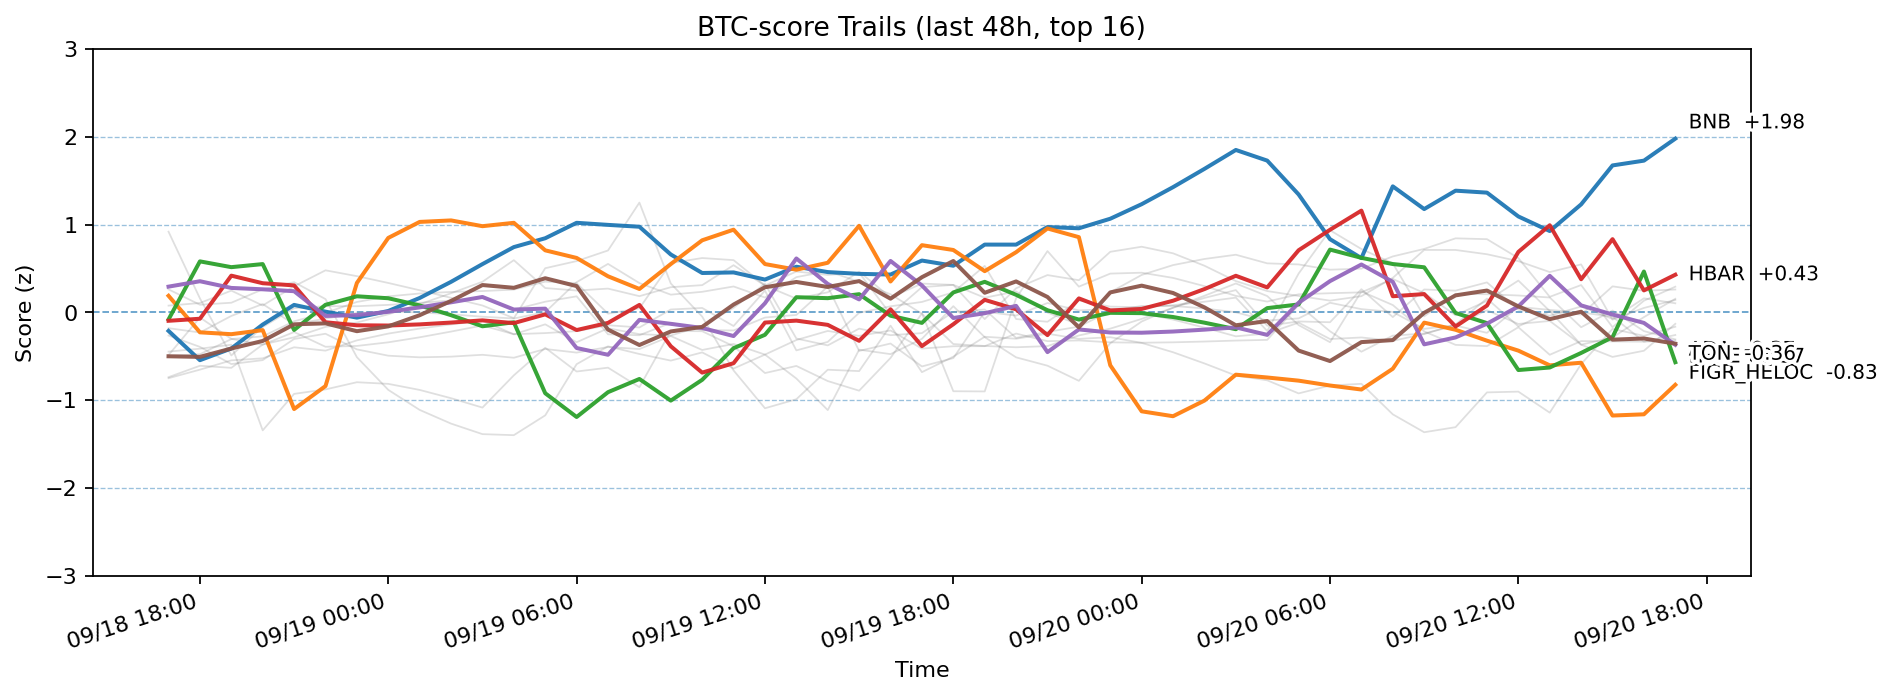 BTC-score Trails (last 48h, top 16)
Score (z)
3
2
1
0
−1
−2
−3
BNB +1.98
HBAR +0.43
TON -0.36
FIGR_HELOC -0.83
09/18 18:00
09/19 00:00
09/19 06:00
09/19 12:00
09/19 18:00
09/20 00:00
09/20 06:00
09/20 12:00
09/20 18:00
Time